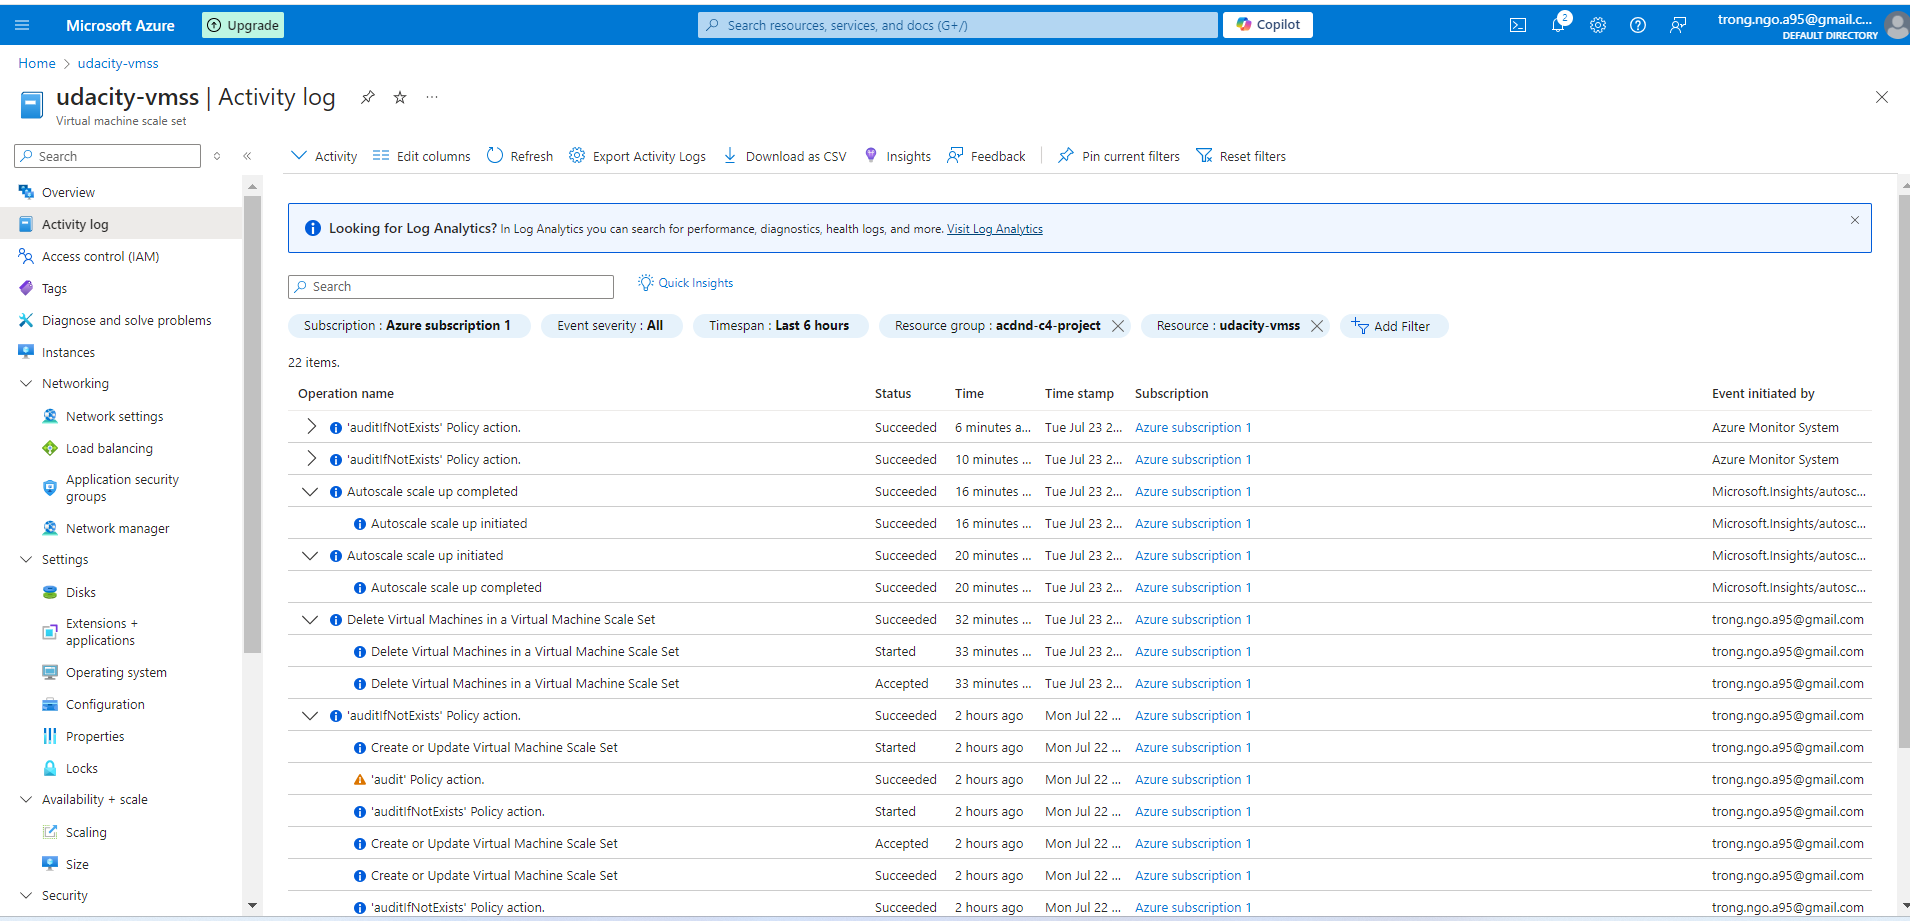 Microsoft Azure
Upgrade
Search resources, services, and docs (G+/)
Copilot
2
trong.ngo.a95@gmail.c...
DEFAULT DIRECTORY
Home > udacity-vmss
udacity-vmss | Activity log
...
Virtual machine scale set
Search
Activity
Edit columns
Refresh
Export Activity Logs
Download as CSV
Insights
Feedback
Pin current filters
Reset filters
Overview
Activity log
Access control (IAM)
Tags
Diagnose and solve problems
Instances
Networking
Network settings
Load balancing
Application security
groups
Network manager
Settings
Disks
Extensions +
applications
Operating system
Configuration
Properties
Locks
Availability + scale
Scaling
Size
Security
Looking for Log Analytics? In Log Analytics you can search for performance, diagnostics, health logs, and more. Visit Log Analytics
Search
Quick Insights
Subscription : Azure subscription 1
Event severity : All
Timespan : Last 6 hours
Resource group : acdnd-c4-project
Resource : udacity-vmss
Add Filter
22 items.
Operation name Status Time Time stamp Subscription Event initiated by
'auditIfNotExists' Policy action. Succeeded 6 minutes a... Tue Jul 23 2... Azure subscription 1 Azure Monitor System
'auditIfNotExists' Policy action. Succeeded 10 minutes ... Tue Jul 23 2... Azure subscription 1 Azure Monitor System
Autoscale scale up completed Succeeded 16 minutes ... Tue Jul 23 2... Azure subscription 1 Microsoft.Insights/autosc...
Autoscale scale up initiated Succeeded 16 minutes ... Tue Jul 23 2... Azure subscription 1 Microsoft.Insights/autosc...
Autoscale scale up initiated Succeeded 20 minutes ... Tue Jul 23 2... Azure subscription 1 Microsoft.Insights/autosc...
Autoscale scale up completed Succeeded 20 minutes ... Tue Jul 23 2... Azure subscription 1 Microsoft.Insights/autosc...
Delete Virtual Machines in a Virtual Machine Scale Set Succeeded 32 minutes ... Tue Jul 23 2... Azure subscription 1 trong.ngo.a95@gmail.com
Delete Virtual Machines in a Virtual Machine Scale Set Started 33 minutes ... Tue Jul 23 2... Azure subscription 1 trong.ngo.a95@gmail.com
Delete Virtual Machines in a Virtual Machine Scale Set Accepted 33 minutes ... Tue Jul 23 2... Azure subscription 1 trong.ngo.a95@gmail.com
'auditIfNotExists' Policy action. Succeeded 2 hours ago Mon Jul 22 ... Azure subscription 1 trong.ngo.a95@gmail.com
Create or Update Virtual Machine Scale Set Started 2 hours ago Mon Jul 22 ... Azure subscription 1 trong.ngo.a95@gmail.com
'audit' Policy action. Succeeded 2 hours ago Mon Jul 22 ... Azure subscription 1 trong.ngo.a95@gmail.com
'auditIfNotExists' Policy action. Started 2 hours ago Mon Jul 22 ... Azure subscription 1 trong.ngo.a95@gmail.com
Create or Update Virtual Machine Scale Set Accepted 2 hours ago Mon Jul 22 ... Azure subscription 1 trong.ngo.a95@gmail.com
Create or Update Virtual Machine Scale Set Succeeded 2 hours ago Mon Jul 22 ... Azure subscription 1 trong.ngo.a95@gmail.com
'auditIfNotExists' Policy action. Succeeded 2 hours ago Mon Jul 22 ... Azure subscription 1 trong.ngo.a95@gmail.com